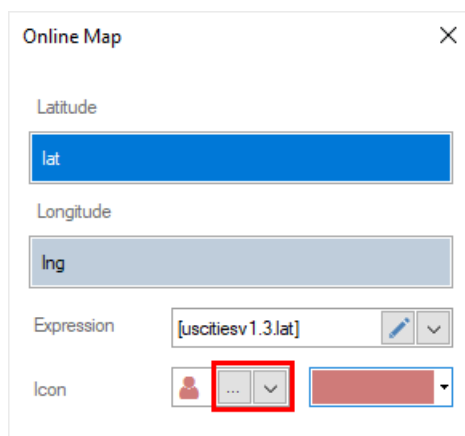 Online Map
Latitude
lat
Longitude
lng
Expression [uscitiesv1.3.lat]
Icon ...